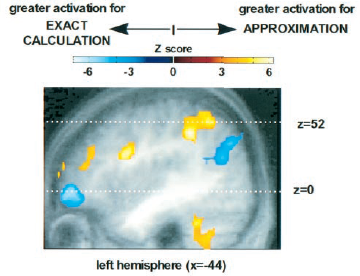 greater activation for
EXACT
CALCULATION
greater activation for
APPROXIMATION
Z score
-6 -3 0 3 6
z=52
z=0
left hemisphere (x=-44)